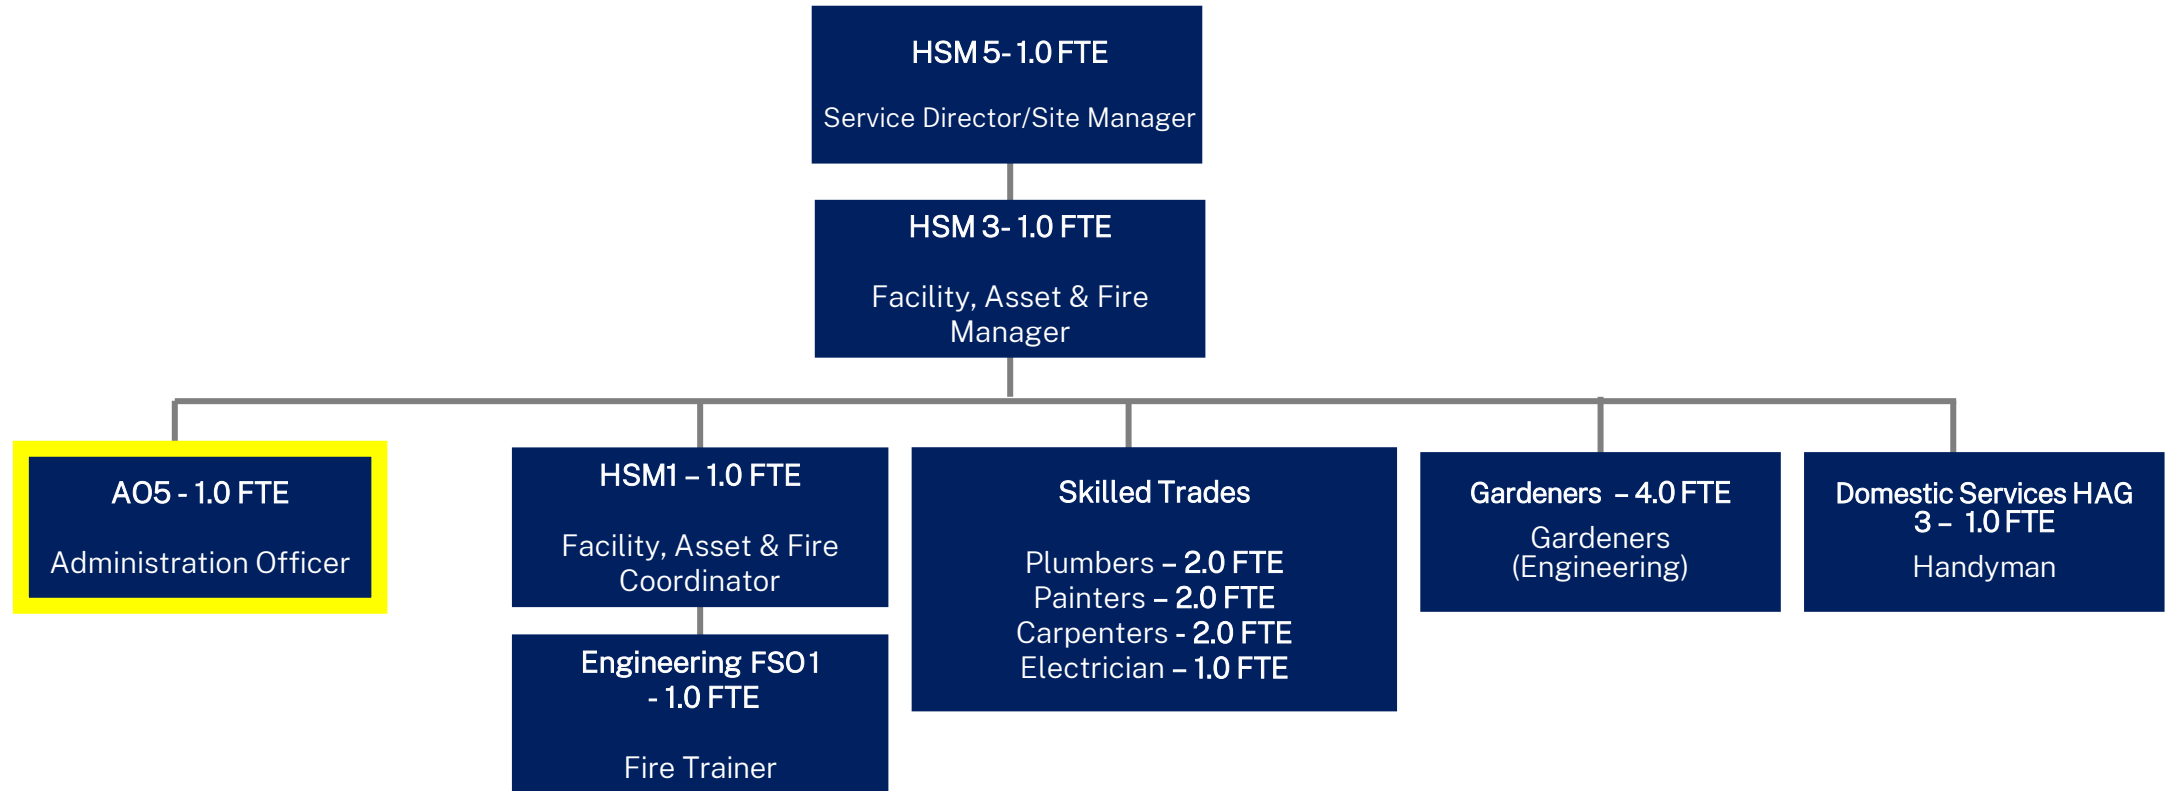 HSM 5- 1.0 FTE
Service Director/Site Manager
HSM 3- 1.0 FTE
Facility, Asset & Fire
Manager
AO5 - 1.0 FTE
Administration Officer
HSM1 – 1.0 FTE
Facility, Asset & Fire
Coordinator
Engineering FSO1
- 1.0 FTE
Fire Trainer
Skilled Trades
Plumbers – 2.0 FTE
Painters – 2.0 FTE
Carpenters - 2.0 FTE
Electrician – 1.0 FTE
Gardeners – 4.0 FTE
Gardeners
(Engineering)
Domestic Services HAG
3 – 1.0 FTE
Handyman